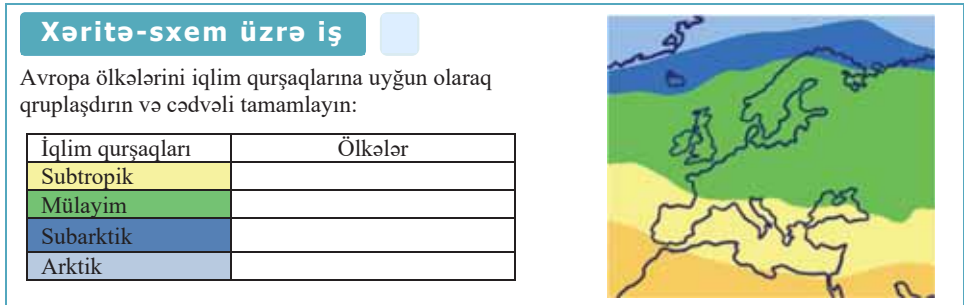 Xəritə-sxem üzrə iş
Avropa ölkələrini iqlim qurşaqlarına uyğun olaraq
qruplaşdırın və cədvəli tamamlayın:
İqlim qurşaqları Ölkələr
Subtropik
Mülayim
Subarktik
Arktik